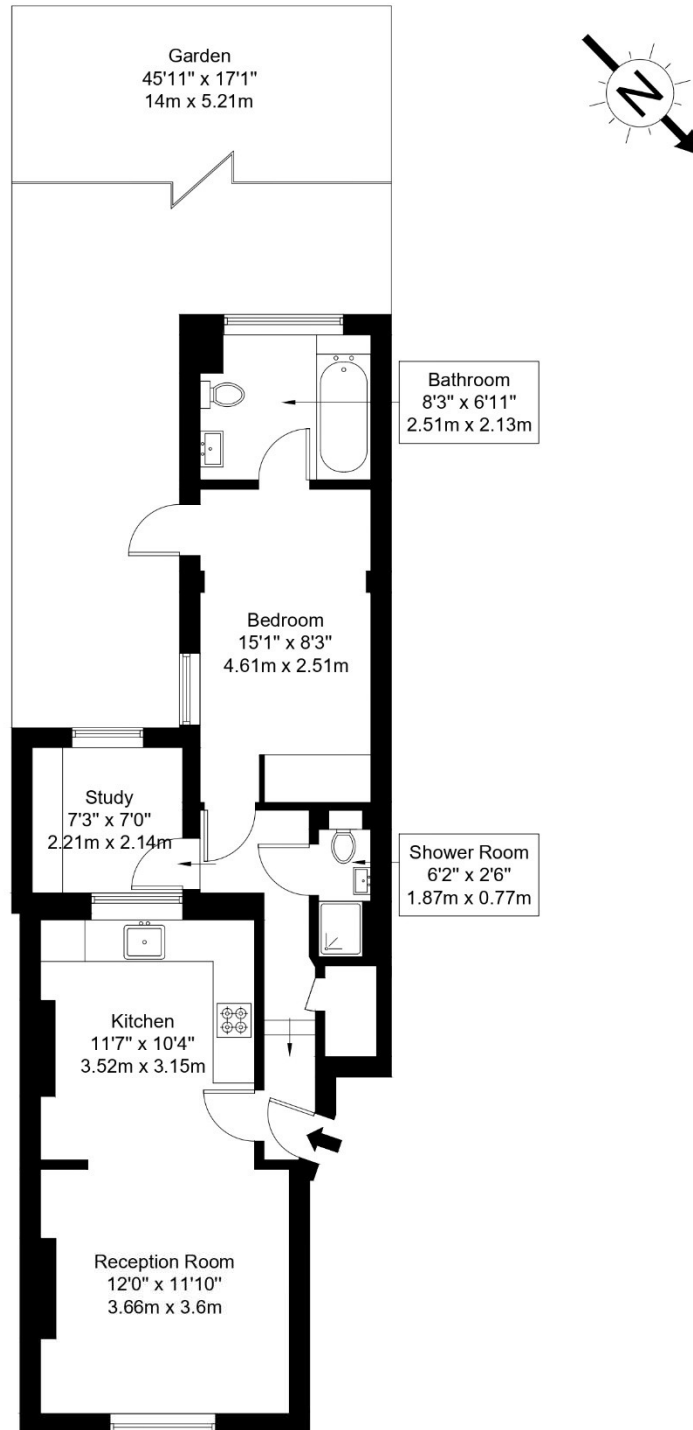 Garden
45'11" x 17'1"
14m x 5.21m
N
Bathroom
8'3" x 6'11"
2.51m x 2.13m
Bedroom
15'1" x 8'3"
4.61m x 2.51m
Study
7'3" x 7'0"
2.21m x 2.14m
Shower Room
6'2" x 2'6"
1.87m x 0.77m
Kitchen
11'7" x 10'4"
3.52m x 3.15m
Reception Room
12'0" x 11'10"
3.66m x 3.6m